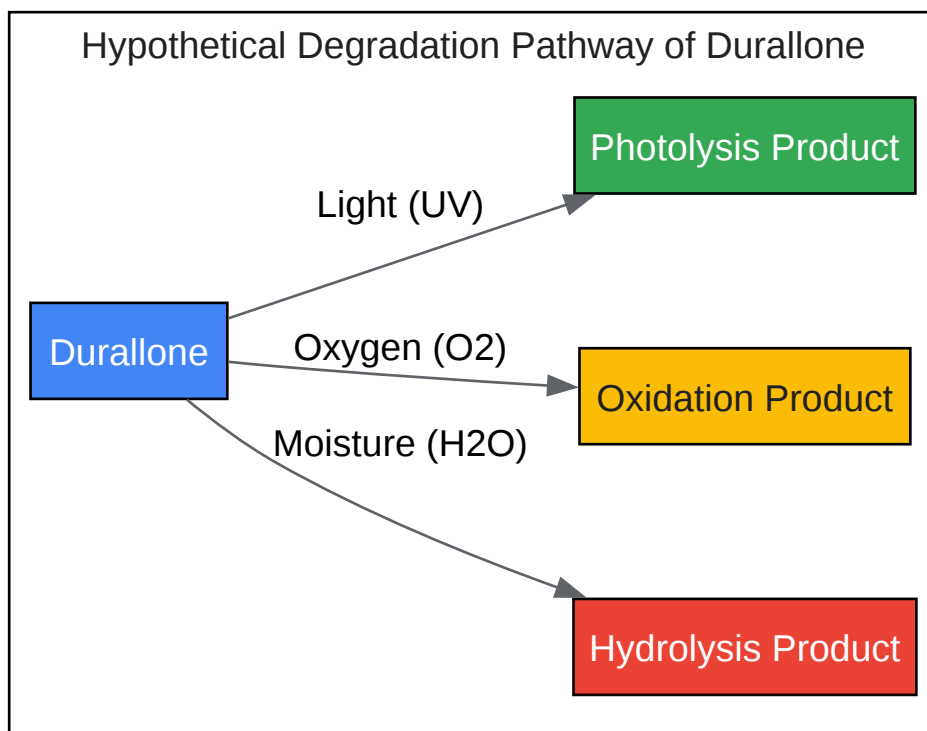 Hypothetical Degradation Pathway of Durallone
Photolysis Product
Light (UV)
Durallone
Oxygen (O2)
Oxidation Product
Moisture (H2O)
Hydrolysis Product